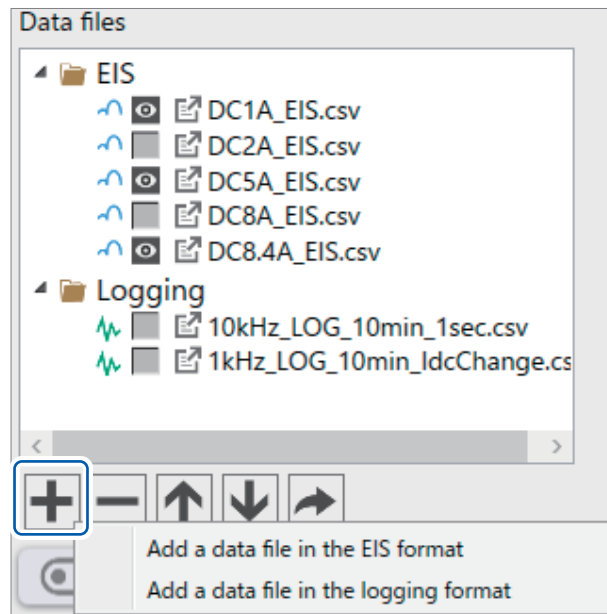 Data files
EIS
DC1A_EIS.csv
DC2A_EIS.csv
DC5A_EIS.csv
DC8A_EIS.csv
DC8.4A_EIS.csv
Logging
10kHz_LOG_10min_1sec.csv
1kHz_LOG_10min_IdcChange.cs
Add a data file in the EIS format
Add a data file in the logging format